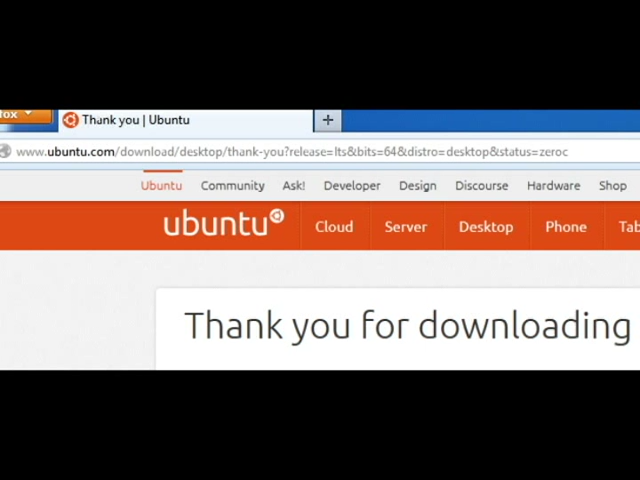 fox
Thank you | Ubuntu +
www.ubuntu.com/download/desktop/thank-you?release=lts&bits=64&distro=desktop&status=zeroc
Ubuntu Community Ask! Developer Design Discourse Hardware Shop
ubuntu Cloud Server Desktop Phone Tab
Thank you for downloading